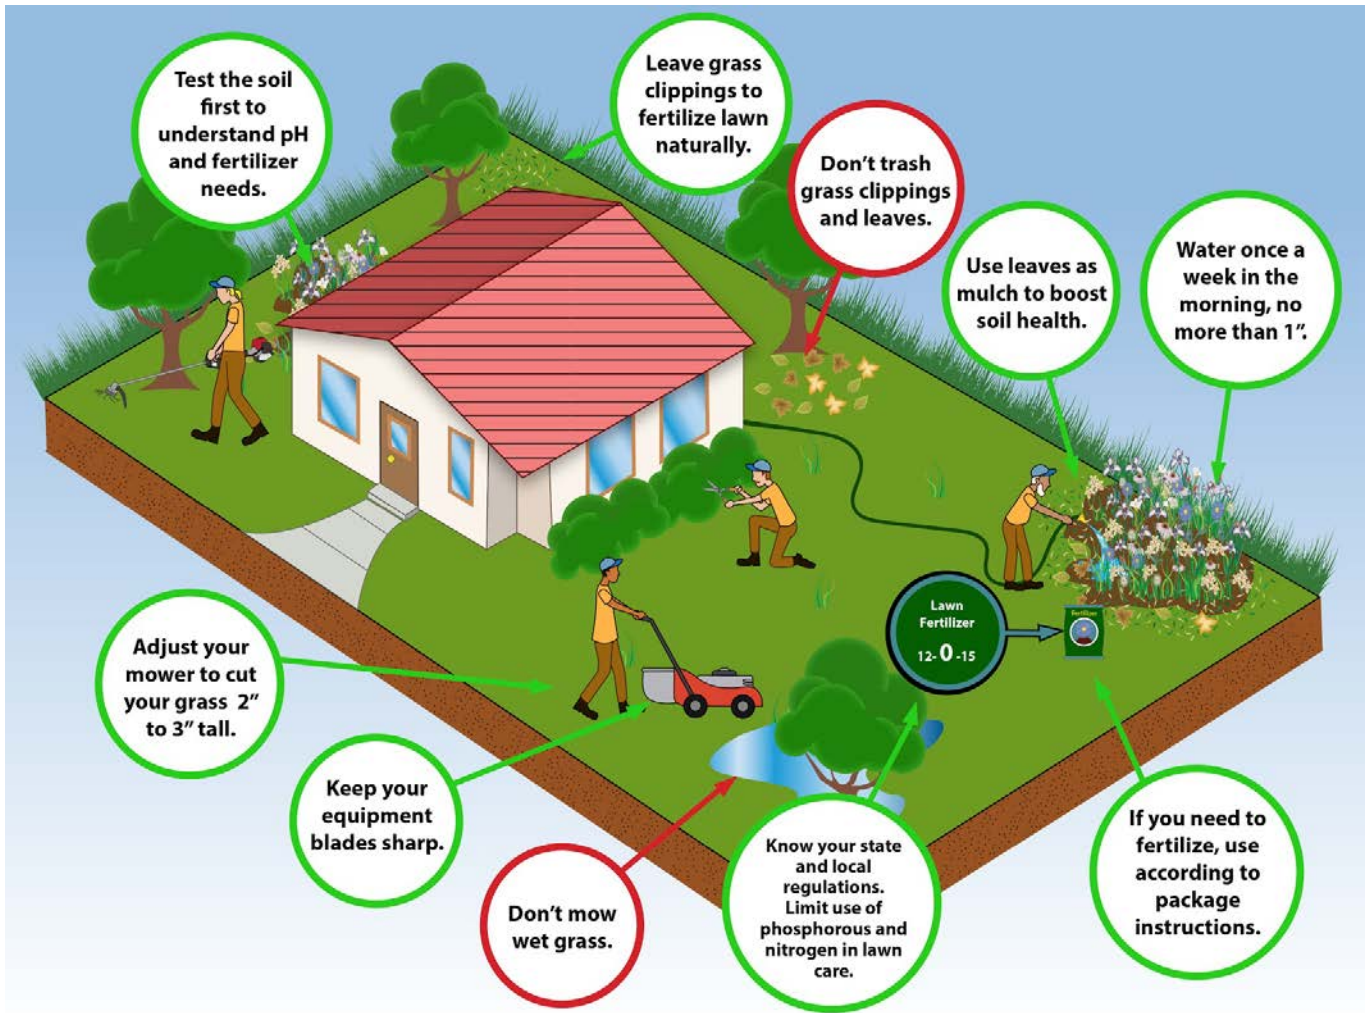 Test the soil
first to
understand pH
and fertilizer
needs.
Leave grass
clippings to
fertilize lawn
naturally.
Don't trash
grass clippings
and leaves.
Use leaves as
mulch to boost
soil health.
Water once a
week in the
morning, no
more than 1”.
Adjust your
mower to cut
your grass 2”
to 3” tall.
Keep your
equipment
blades sharp.
Don't mow
wet grass.
Lawn
Fertilizer
12-0-15
Fertilizer
Know your state
and local
regulations.
Limit use of
phosphorous and
nitrogen in lawn
care.
If you need to
fertilize, use
according to
package
instructions.